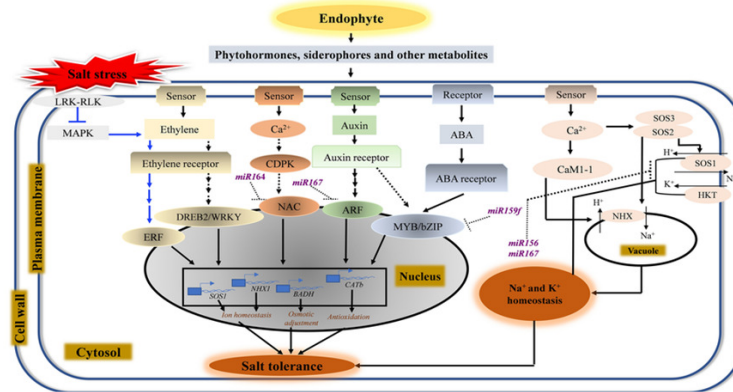 Endophyte
Phytohormones, siderophores and other metabolites
Salt stress
LRK-RLK
MAPK
Sensor
Sensor
Sensor
Receptor
Sensor
Ethylene
Ca²⁺
Auxin
ABA
Ca²⁺
SOS3
SOS2
Ethylene receptor
CDPK
Auxin receptor
ABA receptor
CaM1-1
H⁺
SOS1
K⁺
HKT
N
miR164
miR167
miR159f
miR156
miR167
ERF
DREB2/WRKY
NAC
ARF
MYB/bZIP
H⁺
NHX
Na⁺
Vacuole
Nucleus
SOS1
NHX1
BADH
CATb
Ion homeostasis
Osmotic
adjustment
Antioxidation
Na⁺ and K⁺
homeostasis
Salt tolerance
Cell wall
Plasma membrane
Cytosol